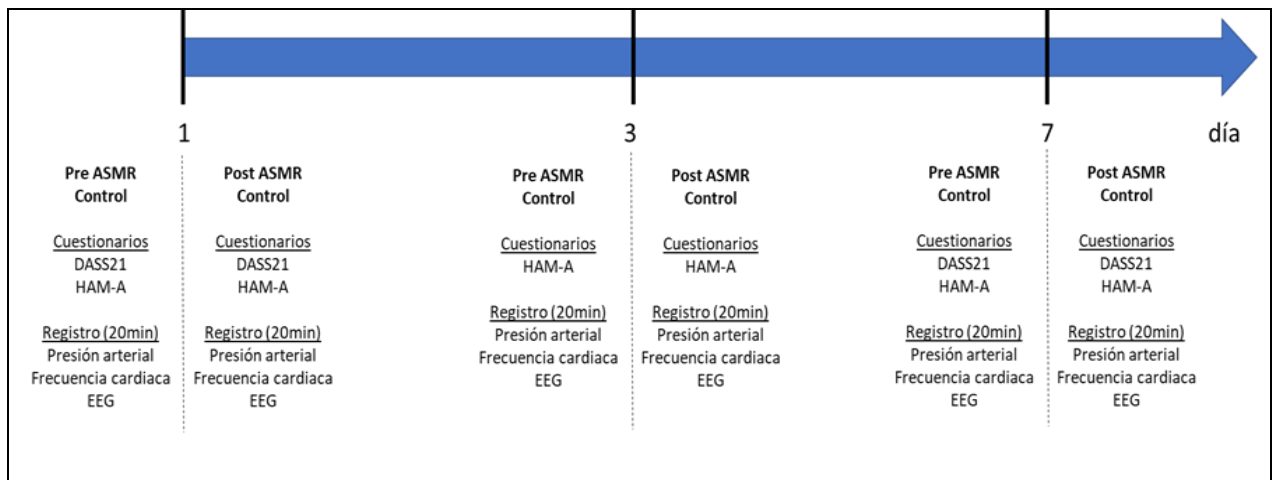 1
3
7
día
Pre ASMR
Control
Cuestionarios
DASS21
HAM-A
Registro (20min)
Presión arterial
Frecuencia cardiaca
EEG
Post ASMR
Control
Cuestionarios
DASS21
HAM-A
Registro (20min)
Presión arterial
Frecuencia cardiaca
EEG
Pre ASMR
Control
Cuestionarios
HAM-A
Registro (20min)
Presión arterial
Frecuencia cardiaca
EEG
Post ASMR
Control
Cuestionarios
HAM-A
Registro (20min)
Presión arterial
Frecuencia cardiaca
EEG
Pre ASMR
Control
Cuestionarios
DASS21
HAM-A
Registro (20min)
Presión arterial
Frecuencia cardiaca
EEG
Post ASMR
Control
Cuestionarios
DASS21
HAM-A
Registro (20min)
Presión arterial
Frecuencia cardiaca
EEG